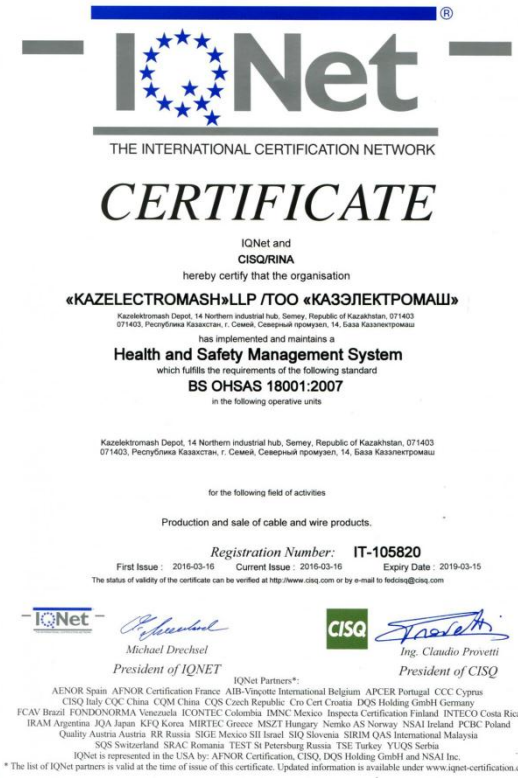 IQNet ®
THE INTERNATIONAL CERTIFICATION NETWORK
CERTIFICATE
IQNet and
CISQ/RINA
hereby certify that the organisation
«KAZELECTROMASH»LLP /ТОО «КАЗЭЛЕКТРОМАШ»
Kazelektromash Depot, 14 Northern industrial hub, Semey, Republic of Kazakhstan, 071403
071403, Республика Казахстан, г. Семей, Северный промузел, 14, База Казэлектромаш
has implemented and maintains a
Health and Safety Management System
which fulfills the requirements of the following standard
BS OHSAS 18001:2007
in the following operative units
Kazelektromash Depot, 14 Northern industrial hub, Semey, Republic of Kazakhstan, 071403
071403, Республика Казахстан, г. Семей, Северный промузел, 14, База Казэлектромаш
for the following field of activities
Production and sale of cable and wire products.
Registration Number: IT-105820
First Issue : 2016-03-16 Current Issue : 2016-03-16 Expiry Date : 2019-03-15
The status of validity of the certificate can be verified at http://www.cisq.com or by e-mail to fedcisq@cisq.com
IQNet
CISQ
Michael Drechsel
Ing. Claudio Provetti
President of IQNET
President of CISQ
IQNet Partners*:
AENOR Spain AFNOR Certification France AIB-Vinçotte International Belgium APCER Portugal CCC Cyprus
CISQ Italy CQC China CQM China CQS Czech Republic Cro Cert Croatia DQS Holding GmbH Germany
FCAV Brazil FONDONORMA Venezuela ICONTEC Colombia IMNC Mexico Inspecta Certification Finland INTECO Costa Rica
IRAM Argentina JQA Japan KFQ Korea MIRTEC Greece MSZT Hungary Nemko AS Norway NSAI Ireland PCBC Poland
Quality Austria Austria RR Russia SIGE Mexico SII Israel SIQ Slovenia SIRIM QAS International Malaysia
SQS Switzerland SRAC Romania TEST St Petersburg Russia TSE Turkey YUQS Serbia
IQNet is represented in the USA by: AFNOR Certification, CISQ, DQS Holding GmbH and NSAI Inc.
* The list of IQNet partners is valid at the time of issue of this certificate. Updated information is available under www.iqnet-certification.c